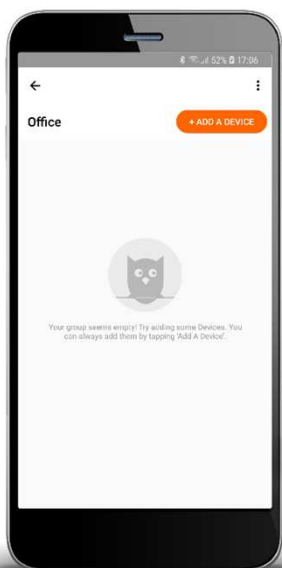 52% 17:06
Office
+ ADD A DEVICE
Your group seems empty! Try adding some Devices. You
can always add them by tapping 'Add A Device'.